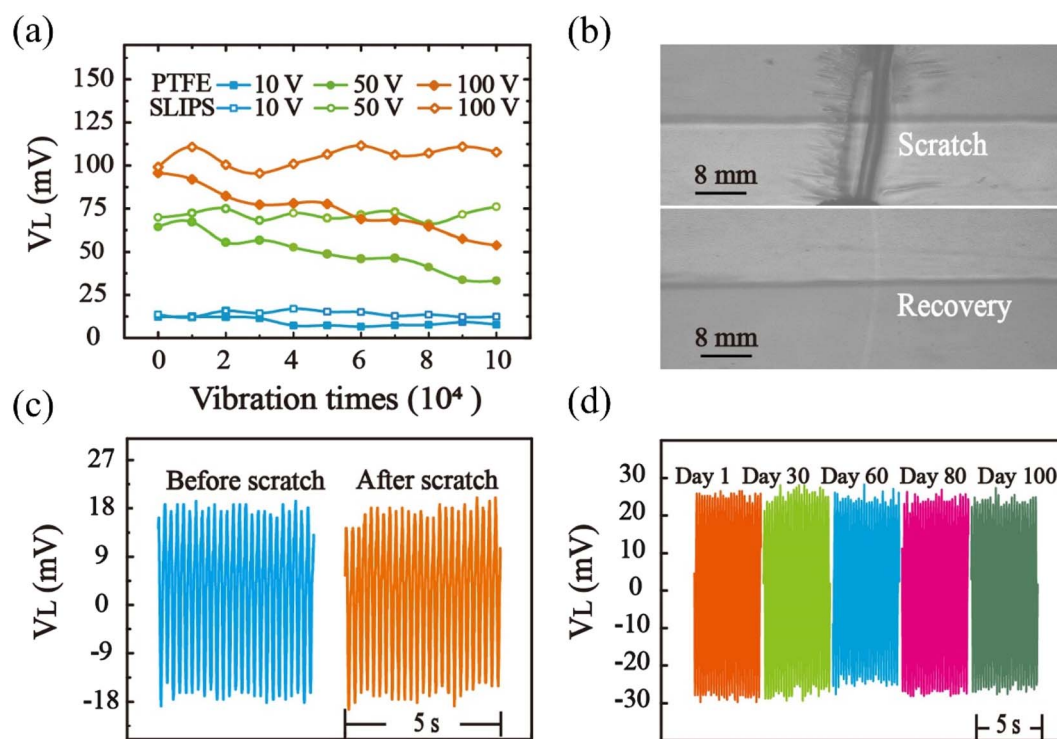 (a)
VL (mV)
150
125
100
75
50
25
0
PTFE 10 V 50 V 100 V
SLIPS 10 V 50 V 100 V
0 2 4 6 8 10
Vibration times (10⁴ )
(b)
Scratch
8 mm
Recovery
8 mm
(c)
VL (mV)
27
18
9
0
-9
-18
Before scratch After scratch
5 s
(d)
VL (mV)
30
20
10
0
-10
-20
-30
Day 1 Day 30 Day 60 Day 80 Day 100
5 s